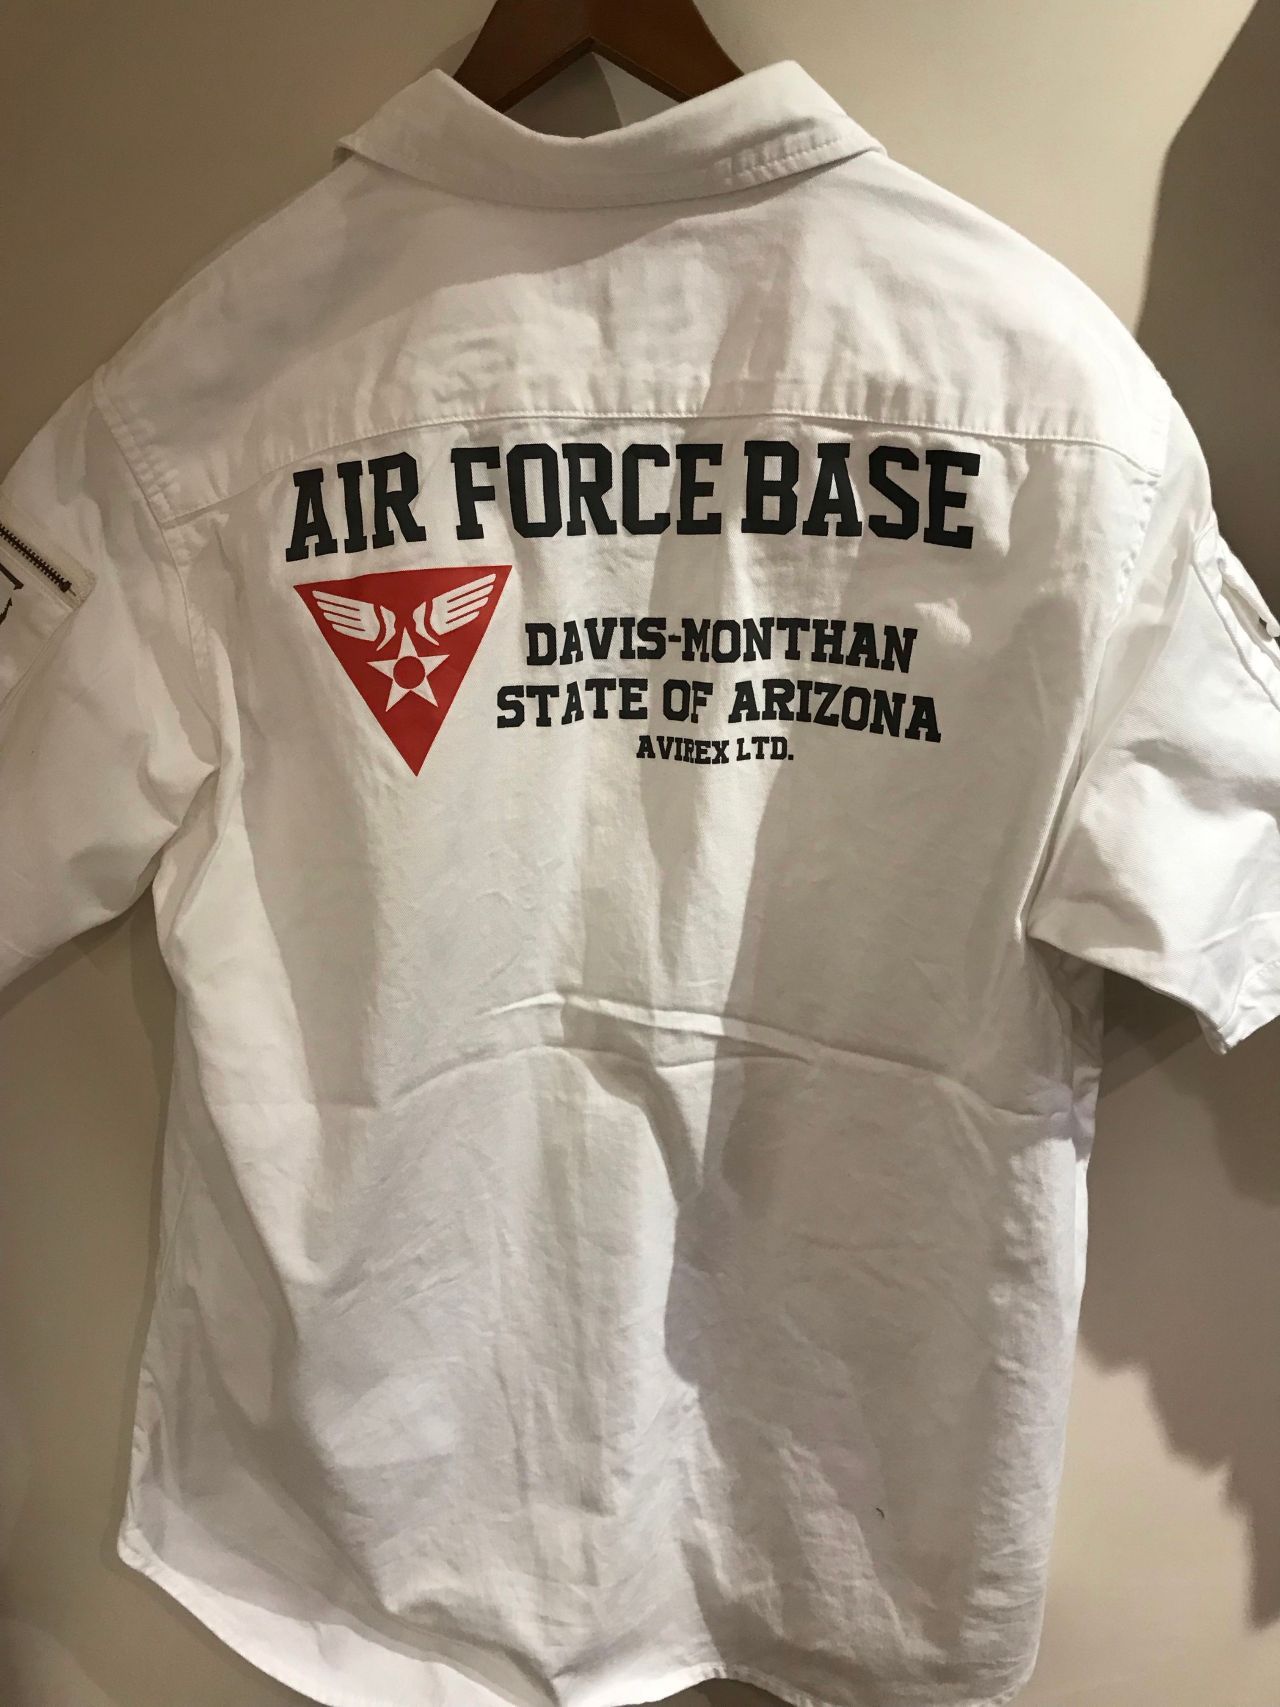 AIR FORCE BASE
DAVIS-MONTHAN
STATE OF ARIZONA
AVIREX LTD.